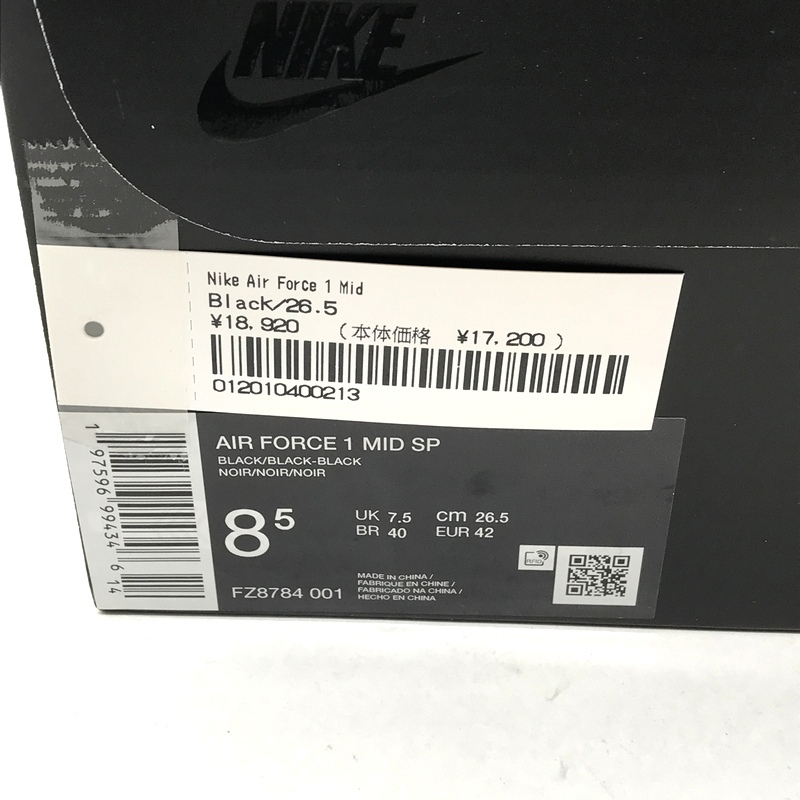 NIKE
Nike Air Force 1 Mid
Black/26.5
¥18,920 (本体価格 ¥17,200)
012010400213
AIR FORCE 1 MID SP
BLACK/BLACK-BLACK
NOIR/NOIR/NOIR
8⁵
UK 7.5 cm 26.5
BR 40 EUR 42
RFID
FZ8784 001
MADE IN CHINA /
FABRIQUE EN CHINE /
FABRICADO NA CHINA /
HECHO EN CHINA
1 97596 99434 6 14